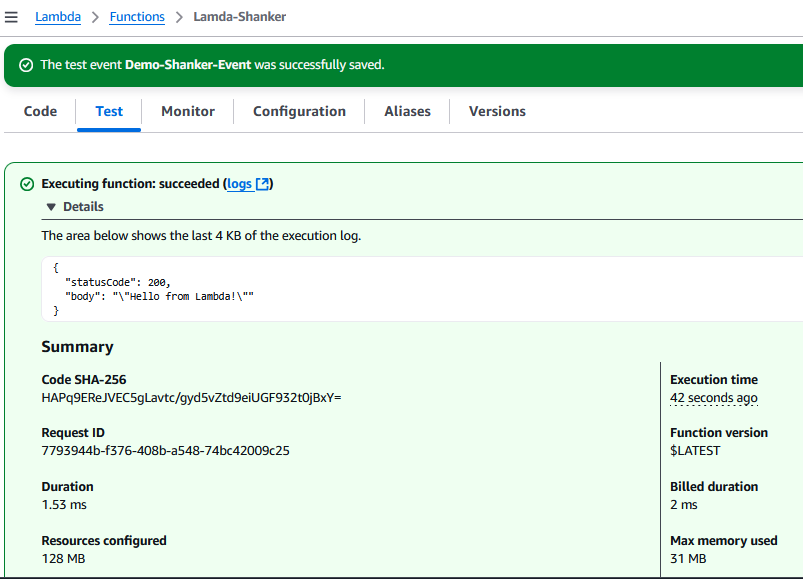 Lambda > Functions > Lamda-Shanker
The test event Demo-Shanker-Event was successfully saved.
Code Test Monitor Configuration Aliases Versions
Executing function: succeeded (logs)
Details
The area below shows the last 4 KB of the execution log.
{
"statusCode": 200,
"body": "\"Hello from Lambda!\""
}
Summary
Code SHA-256
HAPq9EReJVEC5gLavtc/gyd5vZtd9eiUGF932t0jBxY=
Execution time
42 seconds ago
Request ID
7793944b-f376-408b-a548-74bc42009c25
Function version
$LATEST
Duration
1.53 ms
Billed duration
2 ms
Resources configured
128 MB
Max memory used
31 MB